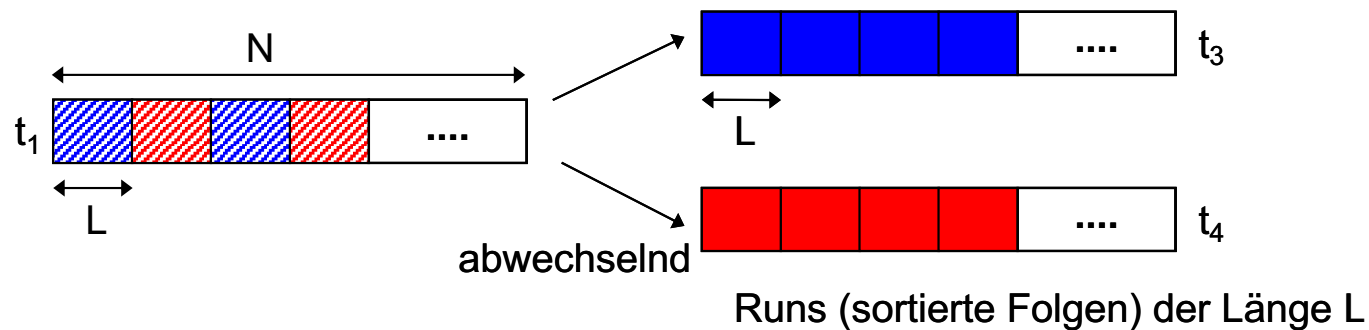 N
t₁
....
L
abwechselnd
....
t₃
L
....
t₄
Runs (sortierte Folgen) der Länge L